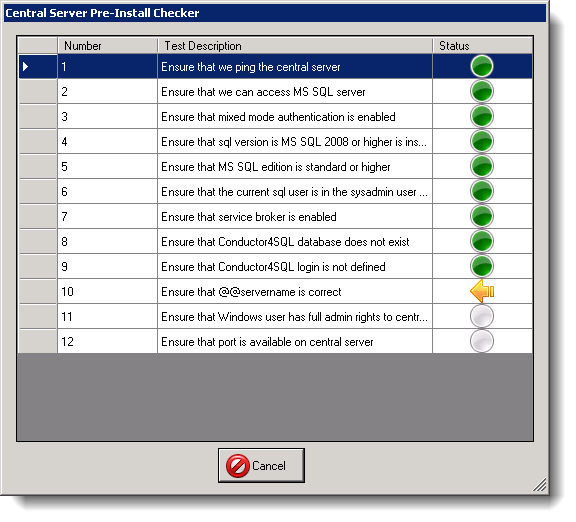 Central Server Pre-Install Checker
Number Test Description Status
1 Ensure that we ping the central server
2 Ensure that we can access MS SQL server
3 Ensure that mixed mode authentication is enabled
4 Ensure that sql version is MS SQL 2008 or higher is ins...
5 Ensure that MS SQL edition is standard or higher
6 Ensure that the current sql user is in the sysadmin user ...
7 Ensure that service broker is enabled
8 Ensure that Conductor4SQL database does not exist
9 Ensure that Conductor4SQL login is not defined
10 Ensure that @@servername is correct
11 Ensure that Windows user has full admin rights to centr...
12 Ensure that port is available on central server
Cancel